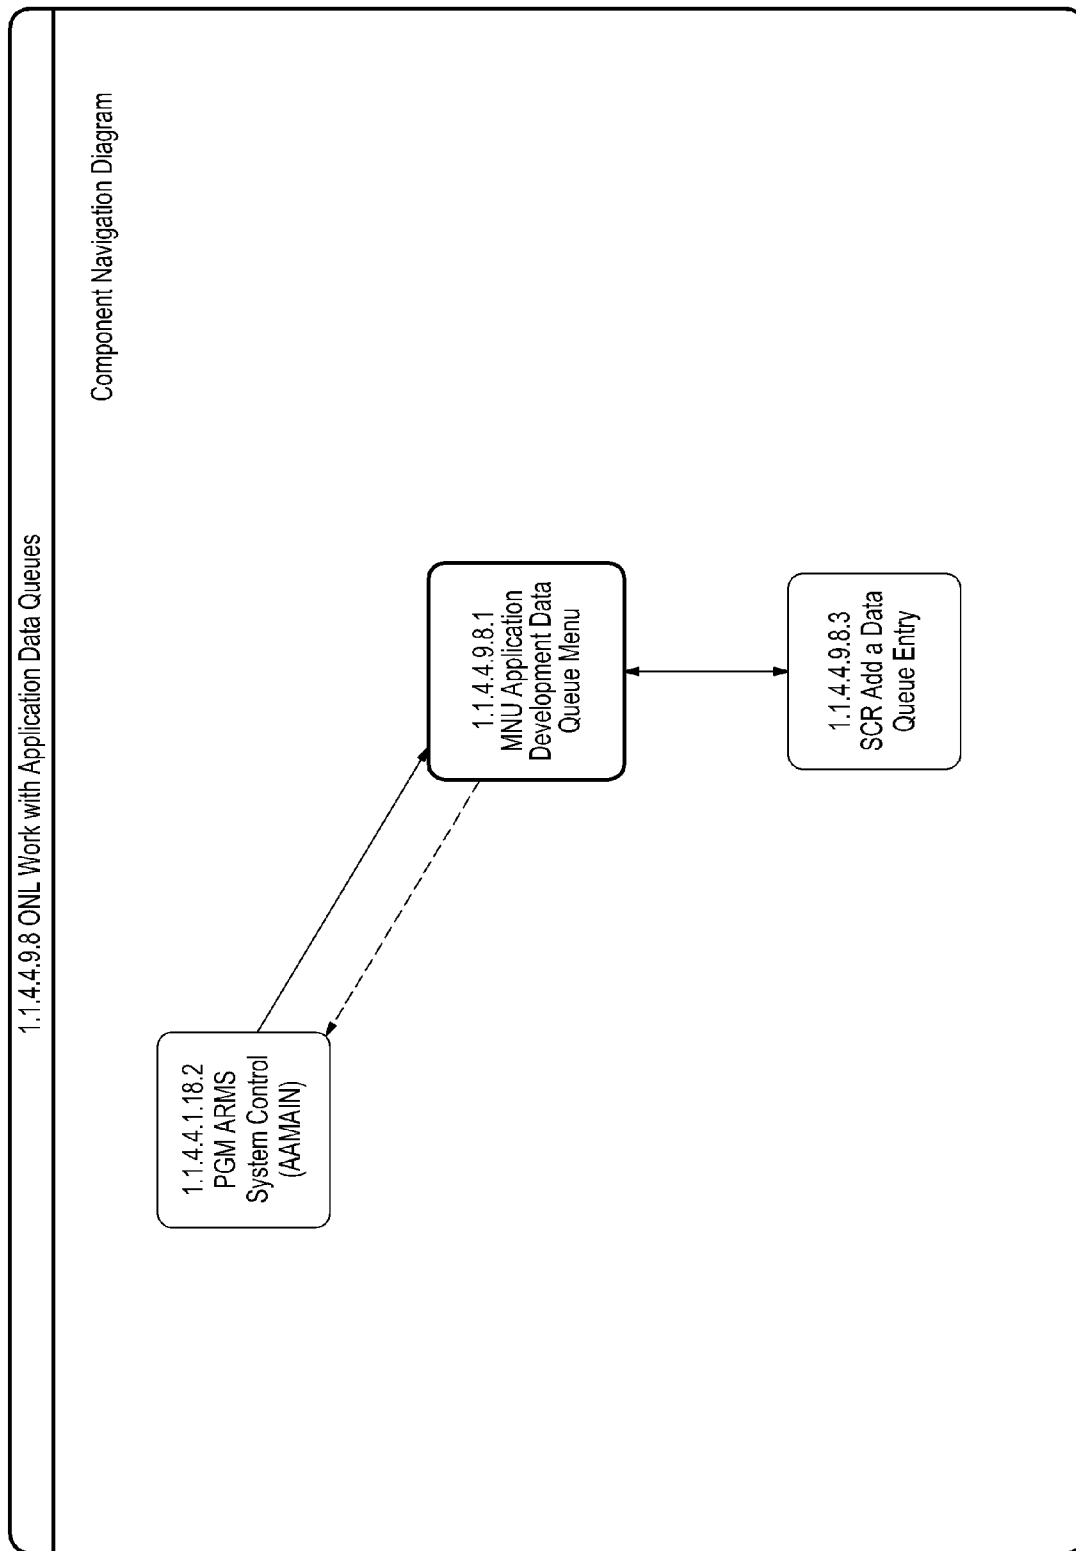 1.1.4.4.9.8 ONL Work with Application Data Queues
Component Navigation Diagram
1.1.4.4.1.18.2
PGM ARMS
System Control
(AAMAIN)
1.1.4.4.9.8.1
MNU Application
Development Data
Queue Menu
1.1.4.4.9.8.3
SCR Add a Data
Queue Entry